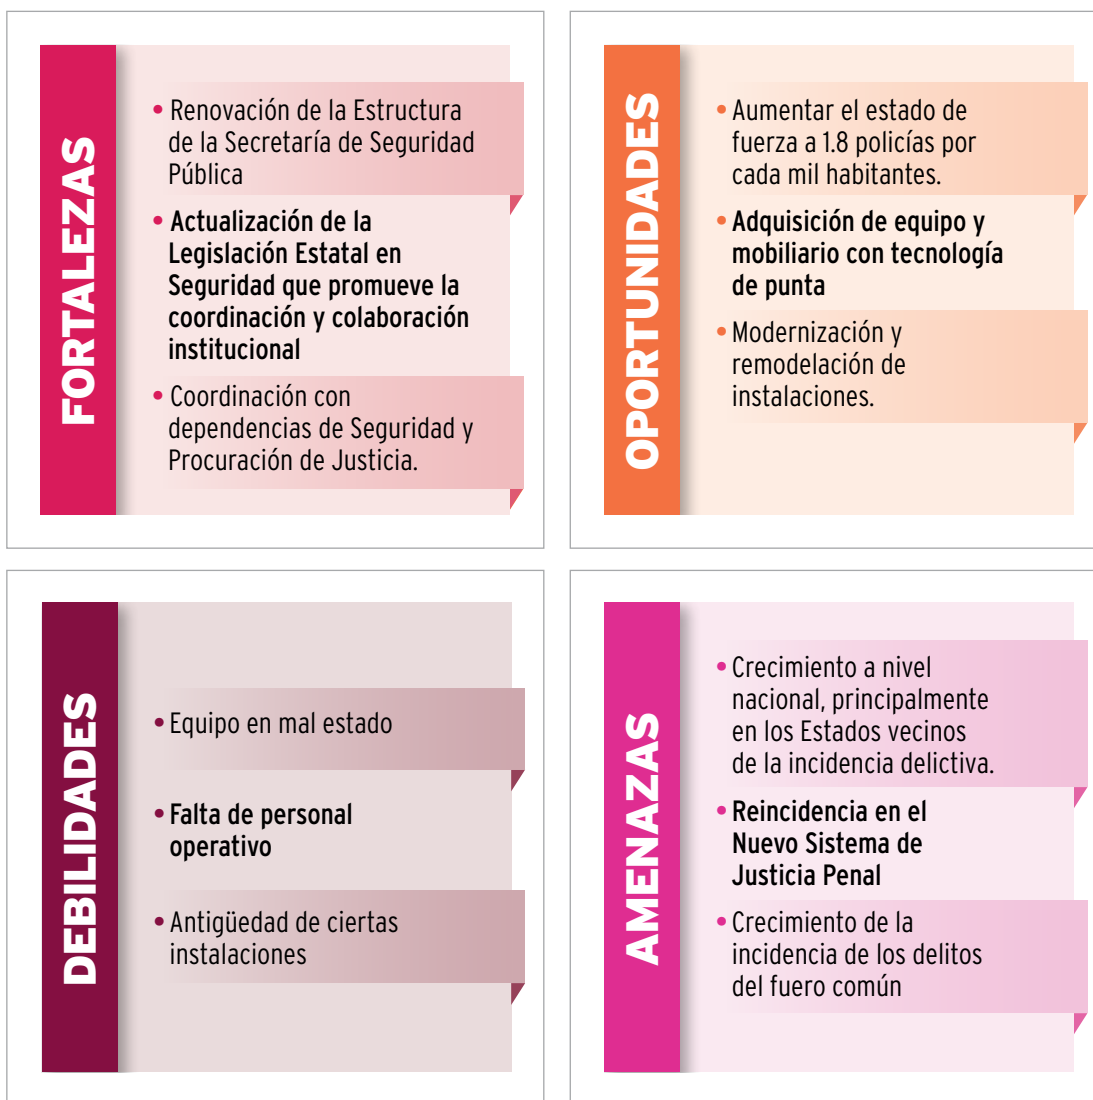 FORTALEZAS
• Renovación de la Estructura
de la Secretaría de Seguridad
Pública
• Actualización de la
Legislación Estatal en
Seguridad que promueve la
coordinación y colaboración
institucional
• Coordinación con
dependencias de Seguridad y
Procuración de Justicia.
OPORTUNIDADES
• Aumentar el estado de
fuerza a 1.8 policías por
cada mil habitantes.
• Adquisición de equipo y
mobiliario con tecnología
de punta
• Modernización y
remodelación de
instalaciones.
DEBILIDADES
• Equipo en mal estado
• Falta de personal
operativo
• Antigüedad de ciertas
instalaciones
AMENAZAS
• Crecimiento a nivel
nacional, principalmente
en los Estados vecinos
de la incidencia delictiva.
• Reincidencia en el
Nuevo Sistema de
Justicia Penal
• Crecimiento de la
incidencia de los delitos
del fuero común